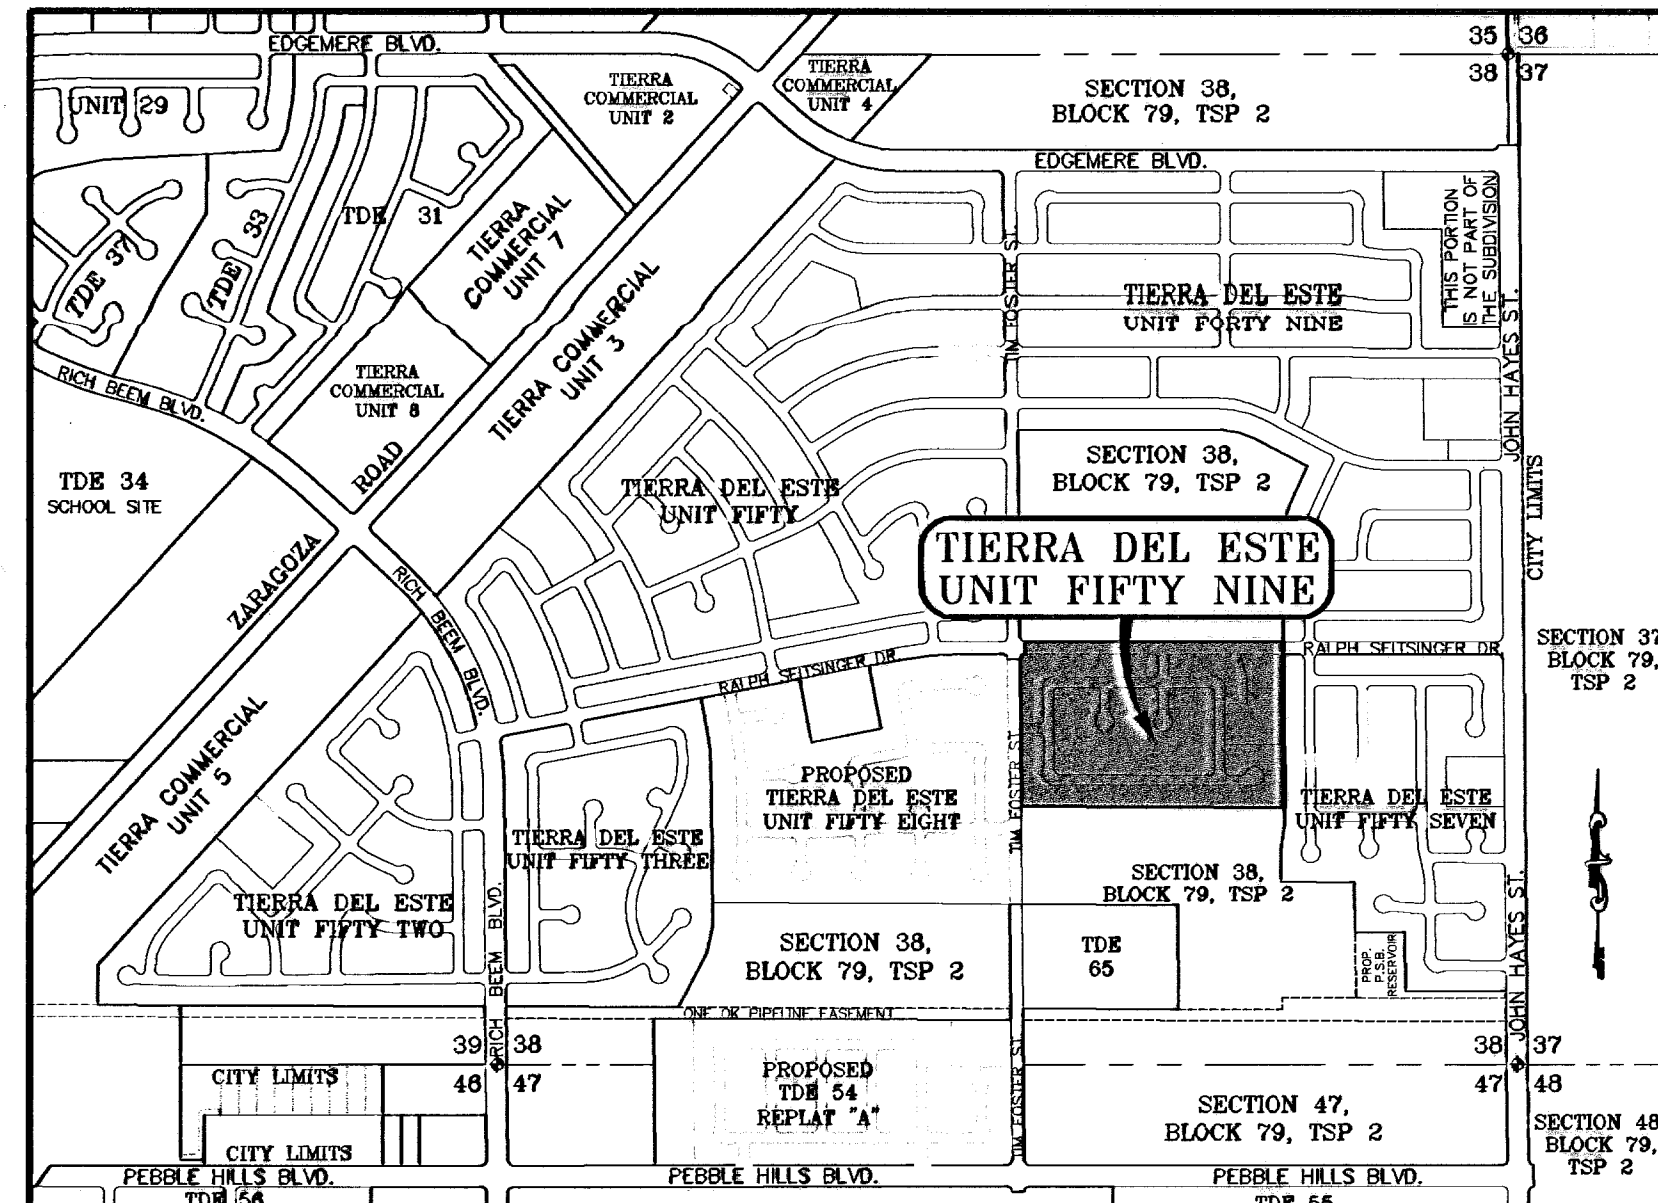 EDGEMERE BLVD.
35 36
38 37
UNIT 29
TIERRA
COMMERCIAL
UNIT 2
TIERRA
COMMERCIAL
UNIT 4
SECTION 38,
BLOCK 79, TSP 2
EDGEMERE BLVD.
TDE 37
TDE 33
TDE 31
TIERRA
COMMERCIAL
UNIT 7
THIS PORTION
IS NOT PART OF
THE SUBDIVISION
TIERRA COMMERCIAL
UNIT 3
TIM FOSTER ST.
TIERRA DEL ESTE
UNIT FORTY NINE
JOHN HAYES ST.
RICH BEEM BLVD.
TIERRA
COMMERCIAL
UNIT 8
ROAD
ZARAGOZA
TDE 34
SCHOOL SITE
TIERRA DEL ESTE
UNIT FIFTY
SECTION 38,
BLOCK 79, TSP 2
CITY LIMITS
TIERRA DEL ESTE
UNIT FIFTY NINE
RICH BEEM BLVD.
RALPH SEITSINGER DR.
RALPH SEITSINGER DR.
SECTION 37
BLOCK 79,
TSP 2
TIERRA COMMERCIAL
UNIT 5
TIM FOSTER ST.
PROPOSED
TIERRA DEL ESTE
UNIT FIFTY EIGHT
TIERRA DEL ESTE
UNIT FIFTY SEVEN
TIERRA DEL ESTE
UNIT FIFTY THREE
TIERRA DEL ESTE
UNIT FIFTY TWO
SECTION 38,
BLOCK 79, TSP 2
RICH BEEM BLVD.
SECTION 38,
BLOCK 79, TSP 2
TDE
65
PROP.
P.S.B.
RESERVOIR
JOHN HAYES ST.
ONE OK PIPELINE EASEMENT
39 38
46 47
38 37
47 48
CITY LIMITS
CITY LIMITS
PROPOSED
TDE 54
REPLAT "A"
TIM FOSTER ST.
SECTION 47,
BLOCK 79, TSP 2
SECTION 48
BLOCK 79,
TSP 2
PEBBLE HILLS BLVD.
PEBBLE HILLS BLVD.
PEBBLE HILLS BLVD.
TDE 56
TDE 55